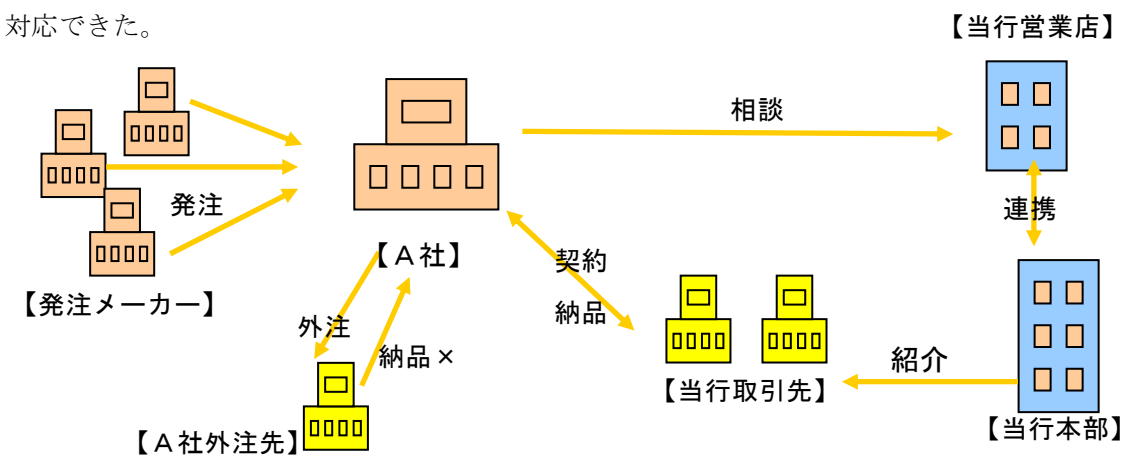 対応できた。
【当行営業店】
相談
発注
連携
【A社】
契約
【発注メーカー】
納品
外注
納品×
紹介
【当行取引先】
【A社外注先】
【当行本部】